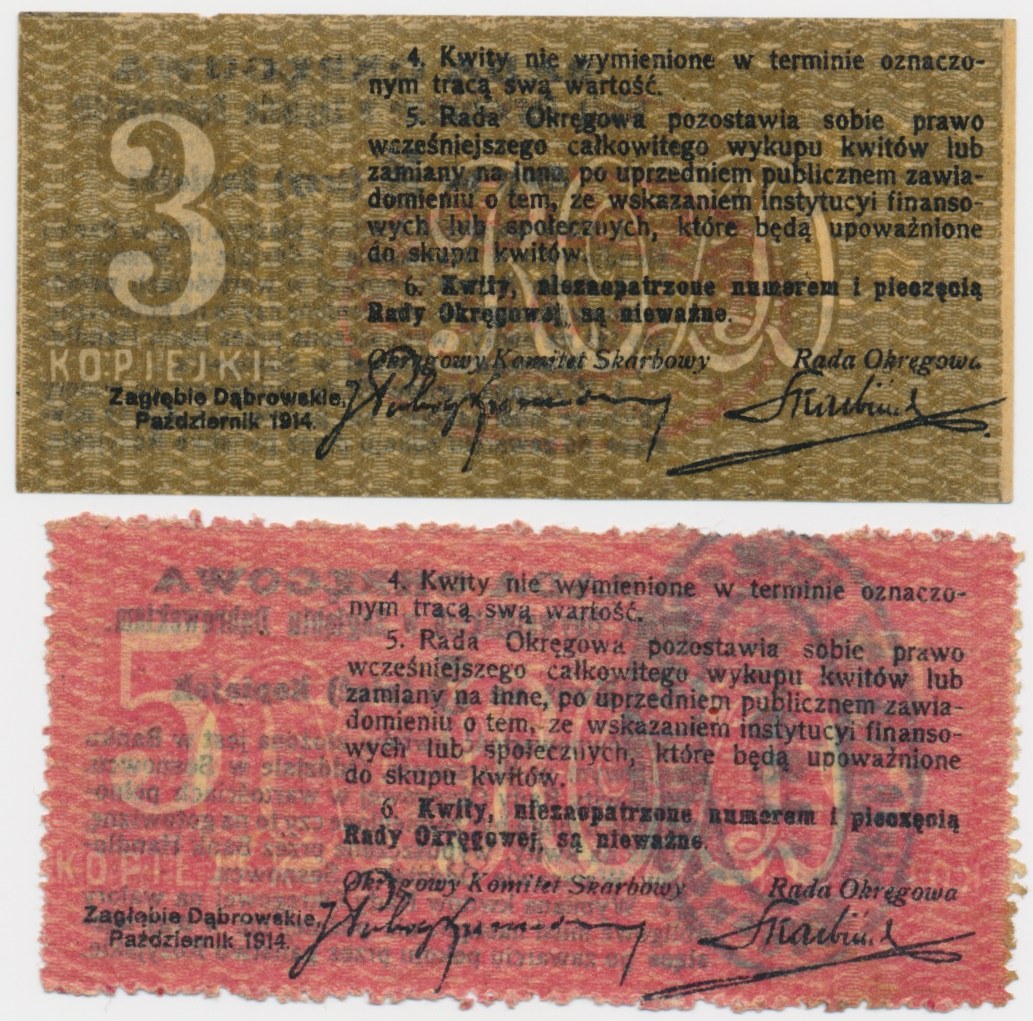 4. Kwity nie wymienione w terminie oznaczo-
nym tracą swą wartość.
5. Rada Okręgowa pozostawia sobie prawo
wcześniejszego całkowitego wykupu kwitów lub
zamiany na inne, po uprzedniem publicznem zawia-
domieniu o tem, ze wskazaniem instytucyi finanso-
wych lub społecznych, które będą upoważnione
do skupu kwitów.
6. Kwity, niezaopatrzone numerem i pieczęcią
Rady Okręgowej, są nieważne.
3
KOPIEJKI
Okręgowy Komitet Skarbowy Rada Okręgowa
Zagłębie Dąbrowskie,
Październik 1914.
4. Kwity nie wymienione w terminie oznaczo-
nym tracą swą wartość.
5. Rada Okręgowa pozostawia sobie prawo
wcześniejszego całkowitego wykupu kwitów lub
zamiany na inne, po uprzedniem publicznem zawia-
domieniu o tem, ze wskazaniem instytucyi finanso-
wych lub społecznych, które będą upoważnione
do skupu kwitów.
6. Kwity, niezaopatrzone numerem i pieczęcią
Rady Okręgowej, są nieważne.
5
Okręgowy Komitet Skarbowy Rada Okręgowa
Zagłębie Dąbrowskie,
Październik 1914.